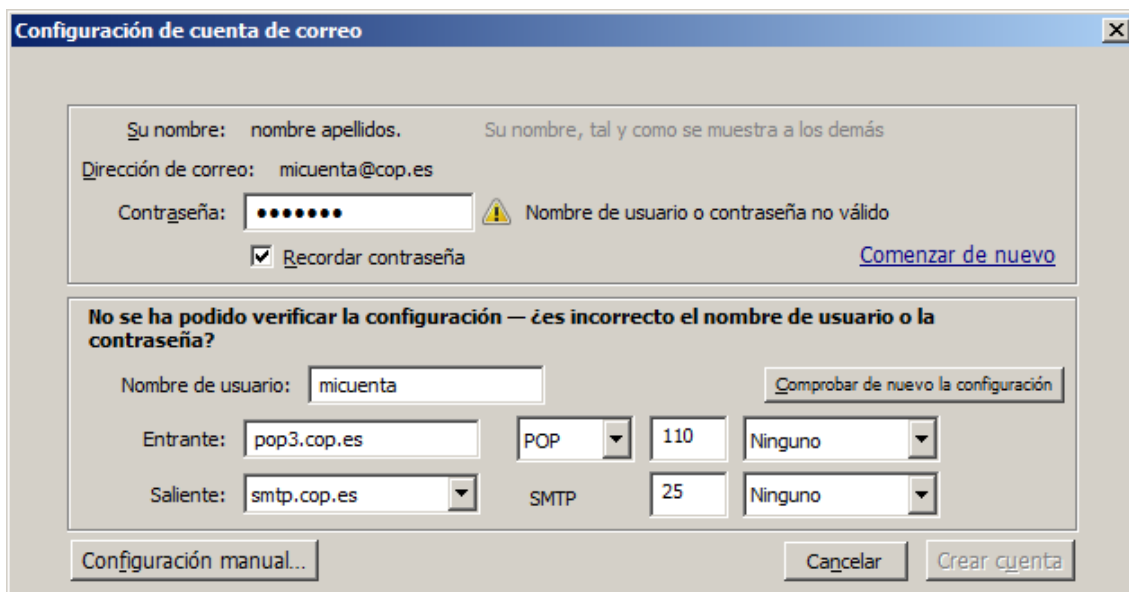 Configuración de cuenta de correo
Su nombre: nombre apellidos. Su nombre, tal y como se muestra a los demás
Dirección de correo: micuenta@cop.es
Contraseña: ••••••• Nombre de usuario o contraseña no válido
Recordar contraseña Comenzar de nuevo
No se ha podido verificar la configuración — ¿es incorrecto el nombre de usuario o la
contraseña?
Nombre de usuario: micuenta Comprobar de nuevo la configuración
Entrante: pop3.cop.es POP 110 Ninguno
Saliente: smtp.cop.es SMTP 25 Ninguno
Configuración manual... Cancelar Crear cuenta